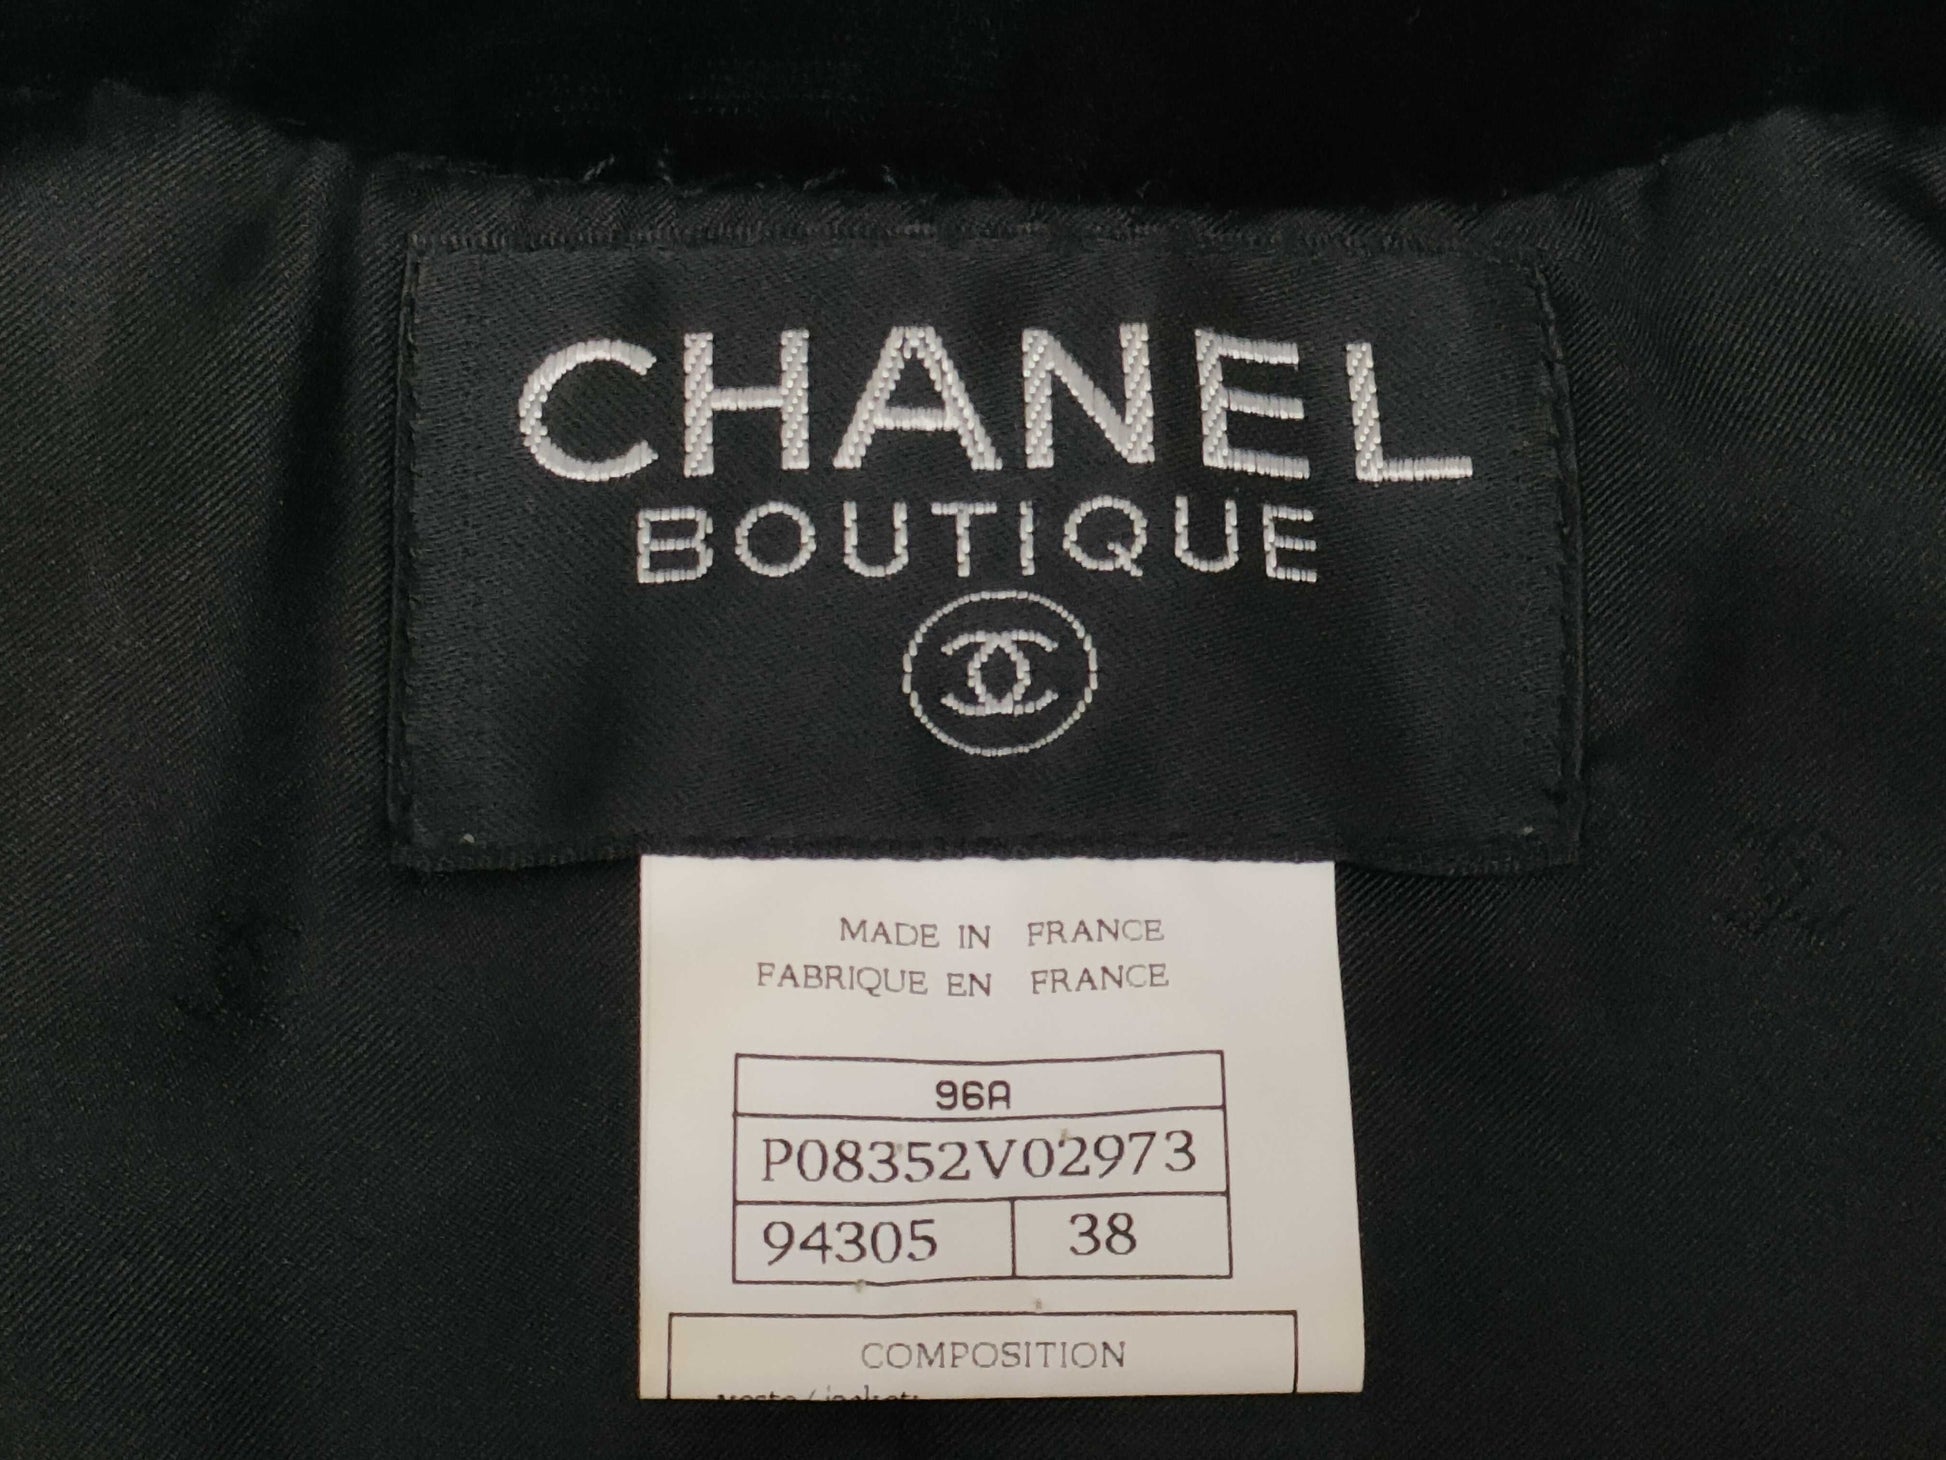 CHANEL
BOUTIQUE
MADE IN FRANCE
FABRIQUE EN FRANCE
96A
P08352V02973
94305 38
COMPOSITION